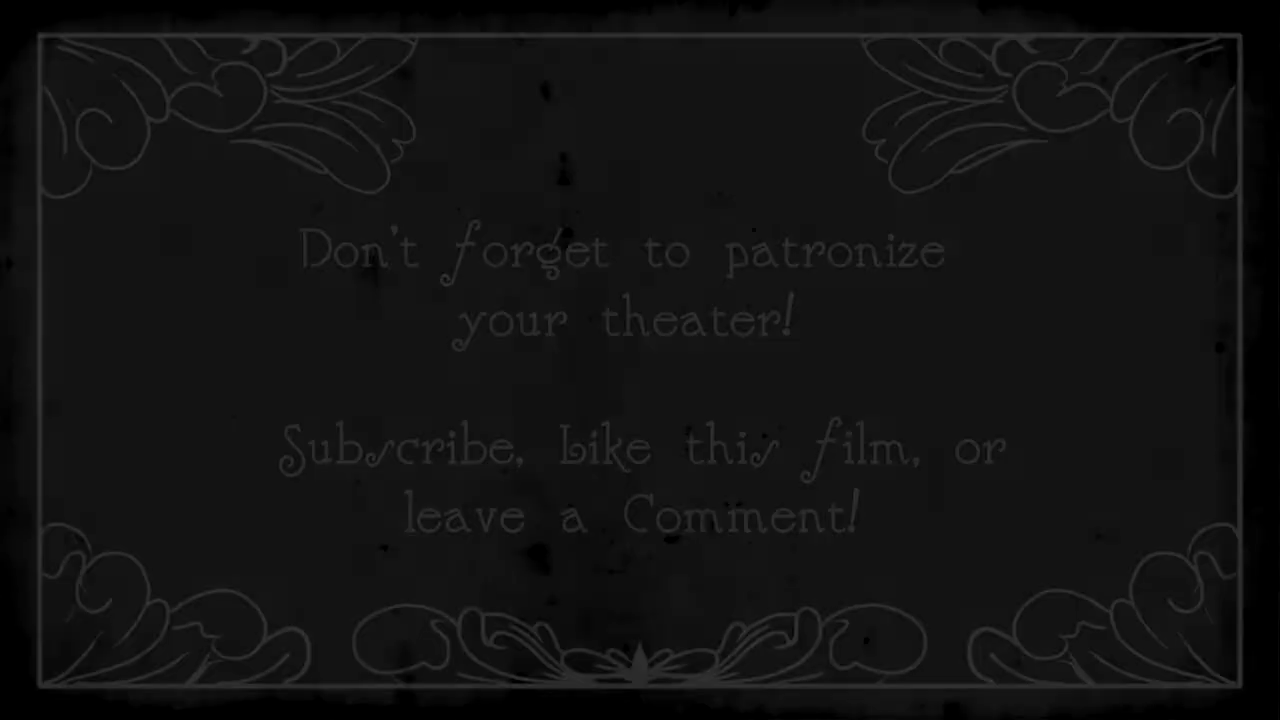 Don't forget to patronize
your theater!
Subscribe, Like this film, or
leave a Comment!